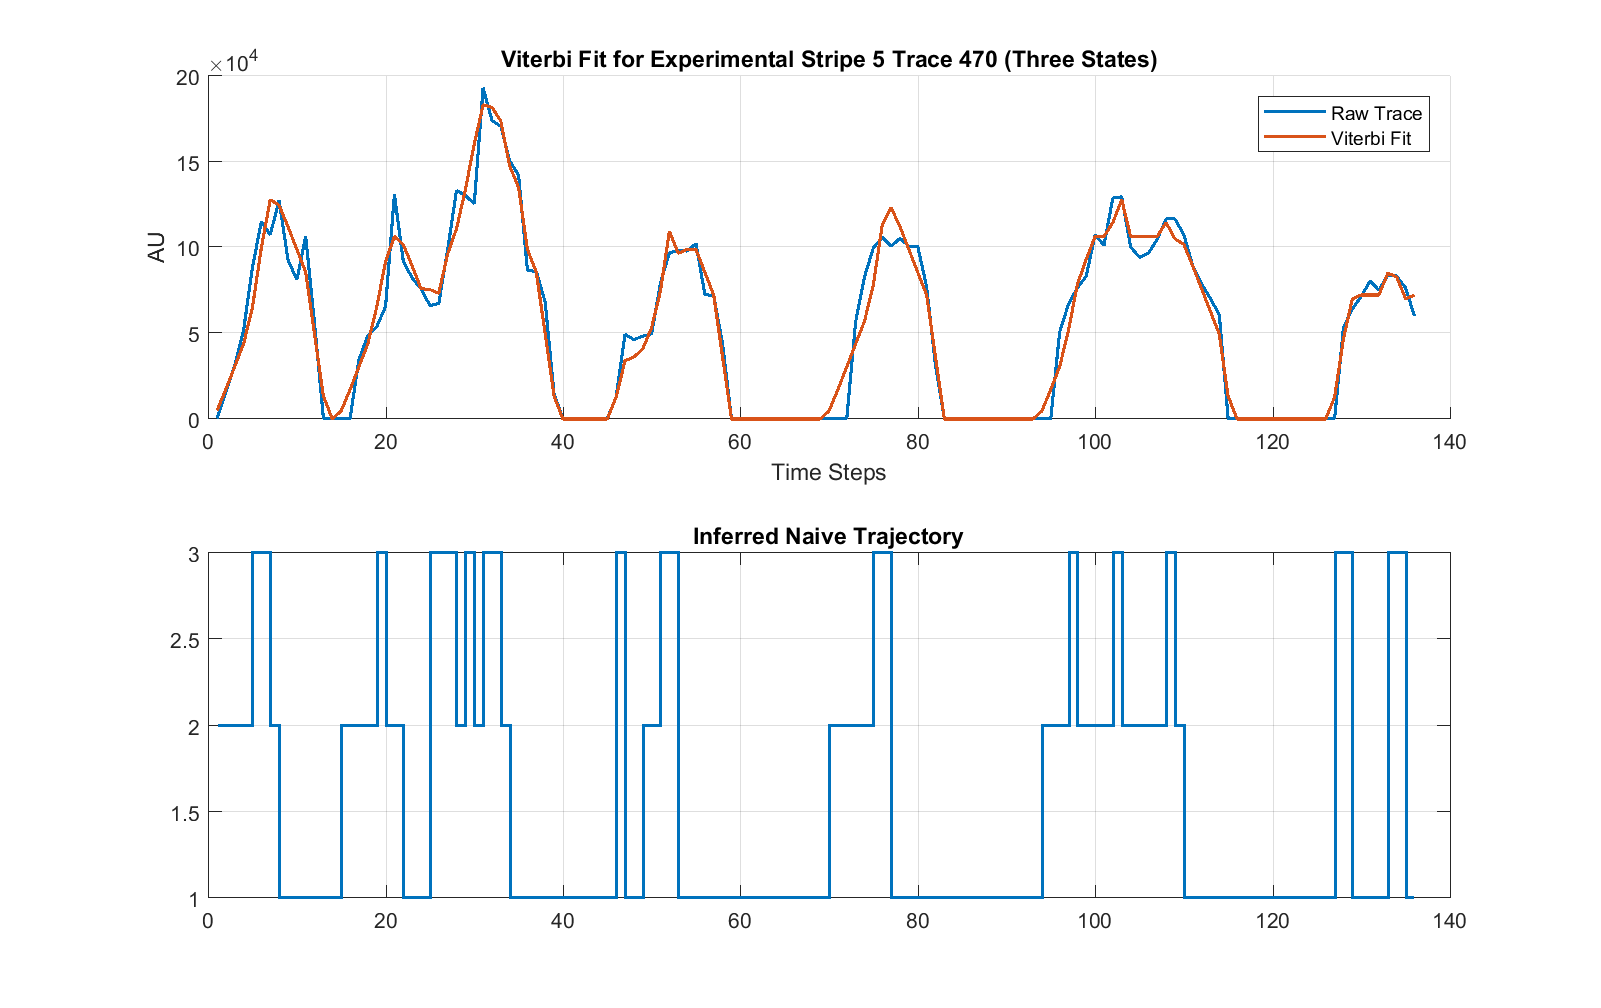 Viterbi Fit for Experimental Stripe 5 Trace 470 (Three States)
×10^4
20
15
10
5
0
AU
Raw Trace
Viterbi Fit
0 20 40 60 80 100 120 140
Time Steps
Inferred Naive Trajectory
3
2.5
2
1.5
1
0 20 40 60 80 100 120 140